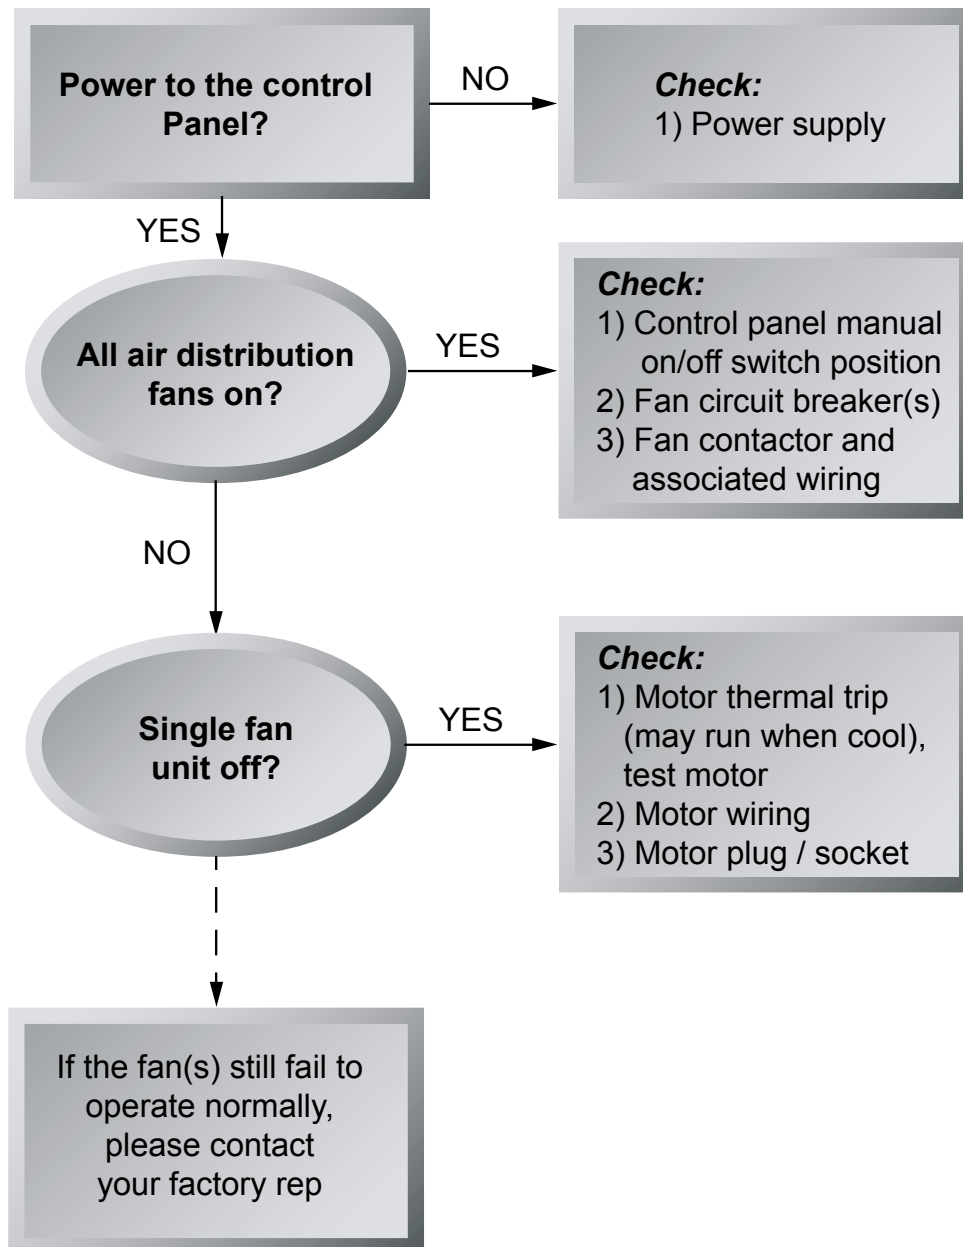 Power to the control
Panel?
NO
Check:
1) Power supply
YES
All air distribution
fans on?
YES
Check:
1) Control panel manual
on/off switch position
2) Fan circuit breaker(s)
3) Fan contactor and
associated wiring
NO
Single fan
unit off?
YES
Check:
1) Motor thermal trip
(may run when cool),
test motor
2) Motor wiring
3) Motor plug / socket
If the fan(s) still fail to
operate normally,
please contact
your factory rep